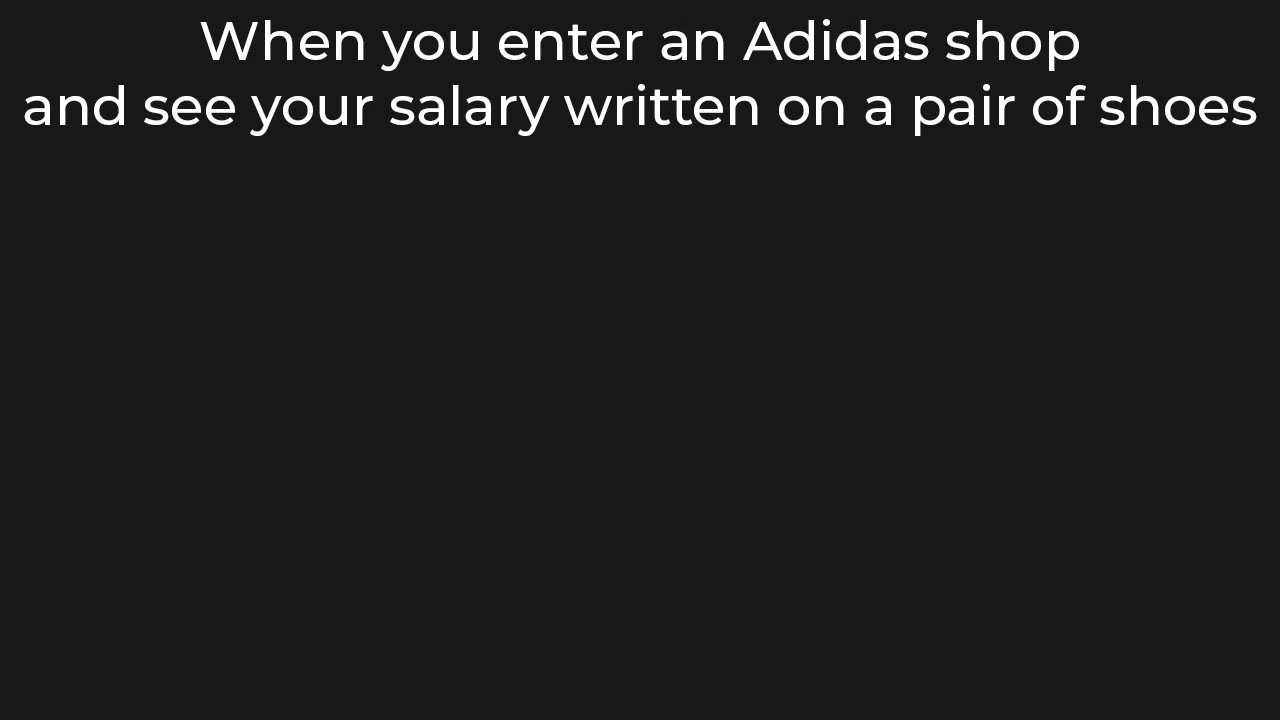 When you enter an Adidas shop
and see your salary written on a pair of shoes